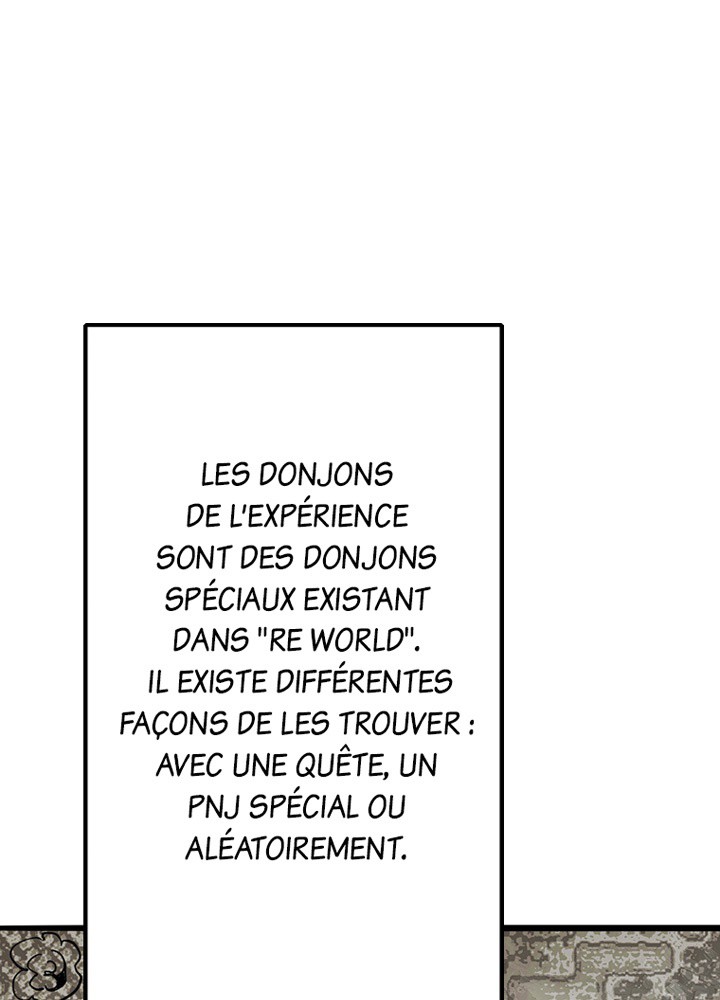 LES DONJONS
DE L'EXPÉRIENCE
SONT DES DONJONS
SPÉCIAUX EXISTANT
DANS "RE WORLD".
IL EXISTE DIFFÉRENTES
FAÇONS DE LES TROUVER :
AVEC UNE QUÊTE, UN
PNJ SPÉCIAL OU
ALÉATOIREMENT.